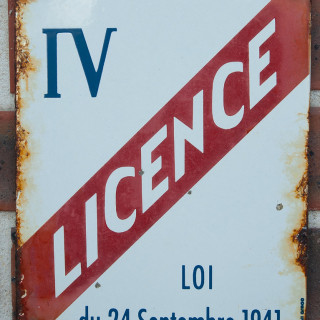 IV
LICENCE
LOI
du 24 Septembre 1941